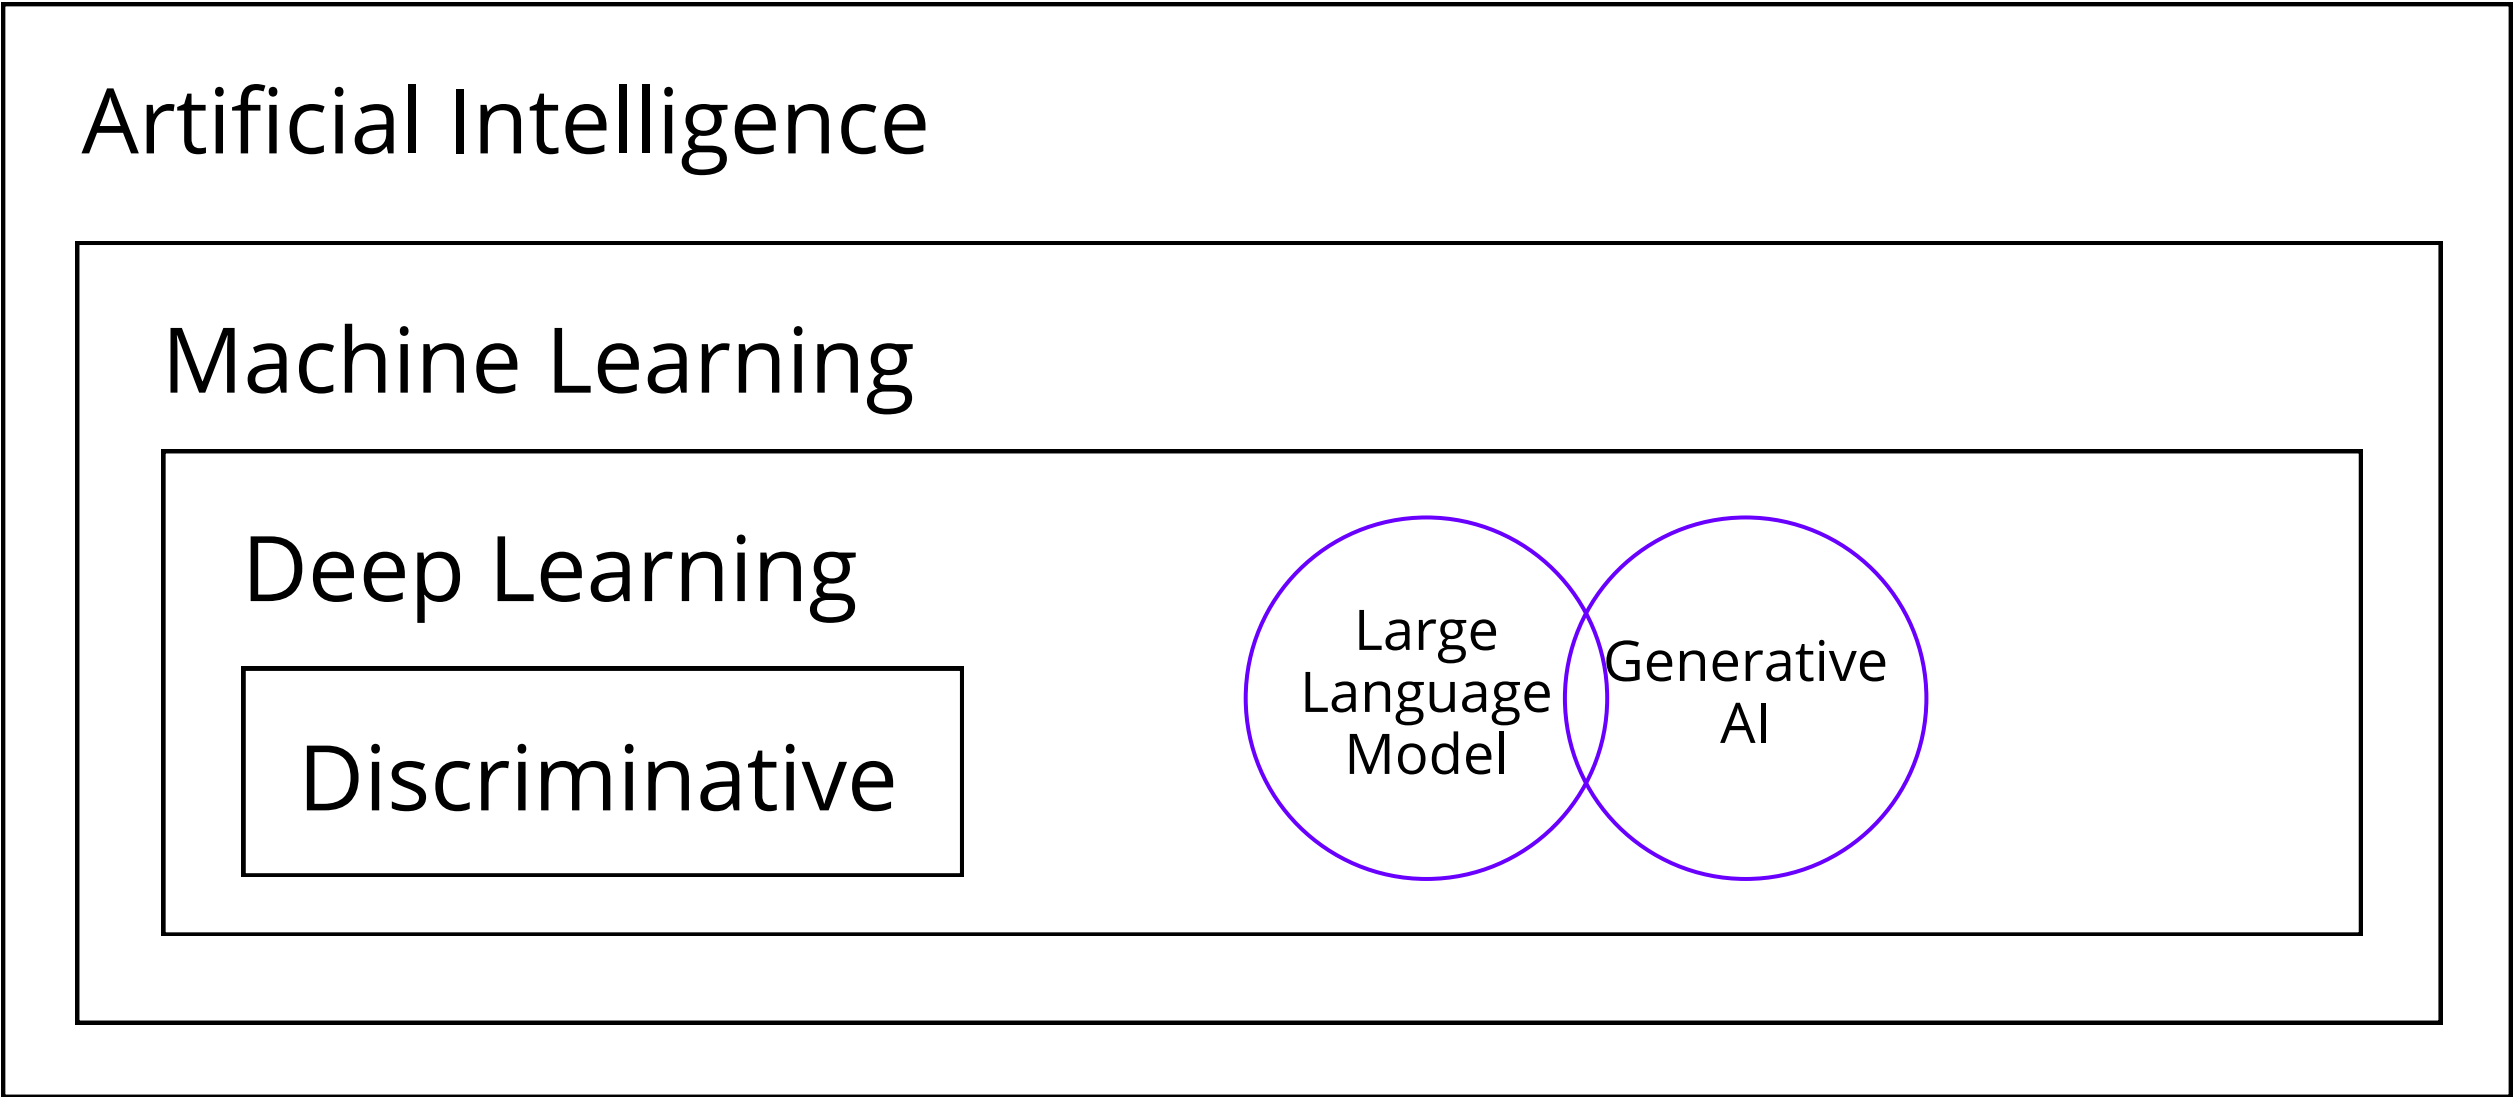 Artificial Intelligence
Machine Learning
Deep Learning
Discriminative
Large
Language
Model
Generative
AI